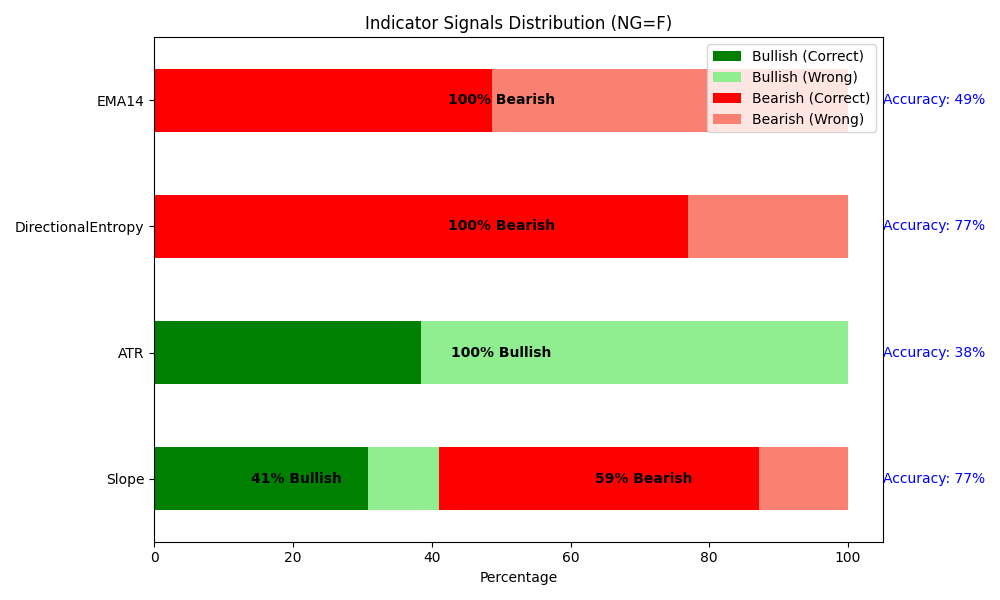 Indicator Signals Distribution (NG=F)
Bullish (Correct)
Bullish (Wrong)
Bearish (Correct)
Bearish (Wrong)
EMA14
100% Bearish
Accuracy: 49%
DirectionalEntropy
100% Bearish
Accuracy: 77%
ATR
100% Bullish
Accuracy: 38%
Slope
41% Bullish
59% Bearish
Accuracy: 77%
0 20 40 60 80 100
Percentage